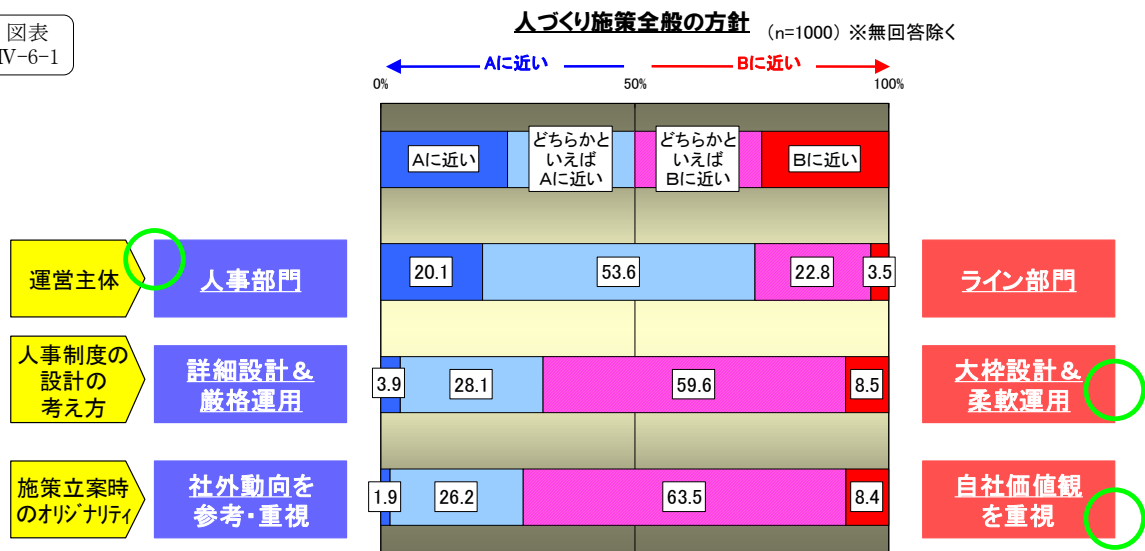 図表
Ⅳ-6-1
人づくり施策全般の方針 (n=1000) ※無回答除く
Aに近い
Bに近い
0%
50%
100%
Aに近い
どちらかと
いえば
Aに近い
どちらかと
いえば
Bに近い
Bに近い
運営主体
人事部門
20.1
53.6
22.8
3.5
ライン部門
人事制度の
設計の
考え方
詳細設計＆
厳格運用
3.9
28.1
59.6
8.5
大枠設計＆
柔軟運用
施策立案時
のオリジナリティ
社外動向を
参考・重視
1.9
26.2
63.5
8.4
自社価値観
を重視